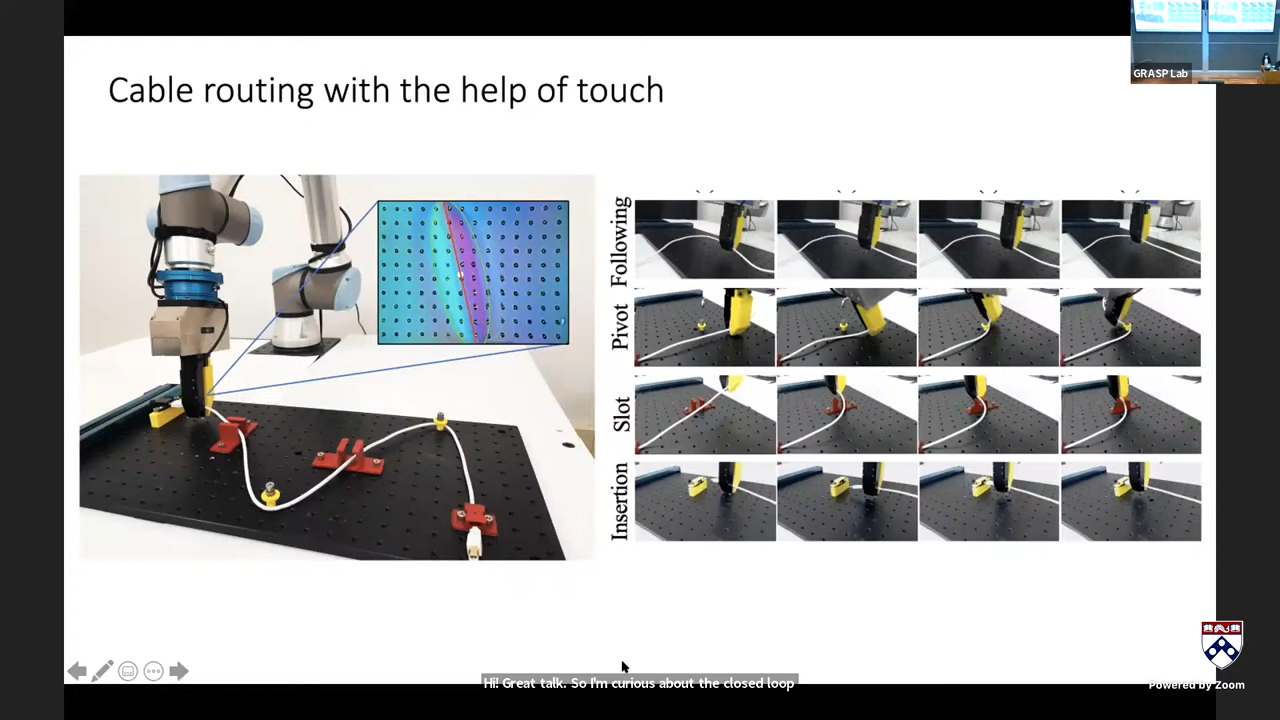 GRASP Lab
Cable routing with the help of touch
Following
Pivot
Slot
Insertion
Hi! Great talk. So I'm curious about the closed loop
Powered by Zoom